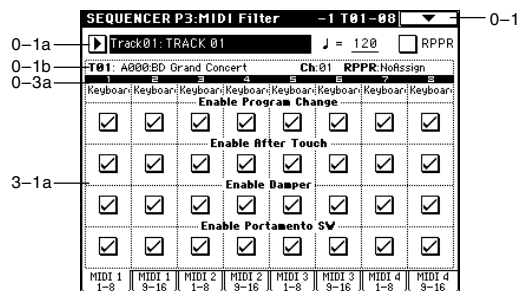 SEQUENCER P3:MIDI Filter -1 T01-08
0-1
0-1a
Track01: TRACK 01
♩ = 120
RPPR
0-1b
T01: A000:BD Grand Concert Ch:01 RPPR:NoAssign
0-3a
1 2 3 4 5 6 7 8
Keyboar Keyboar Keyboar Keyboar Keyboar Keyboar Keyboar Keyboar
Enable Program Change
Enable After Touch
3-1a
Enable Damper
Enable Portamento SW
MIDI 1 MIDI 1 MIDI 2 MIDI 2 MIDI 3 MIDI 3 MIDI 4 MIDI 4
1-8 9-16 1-8 9-16 1-8 9-16 1-8 9-16